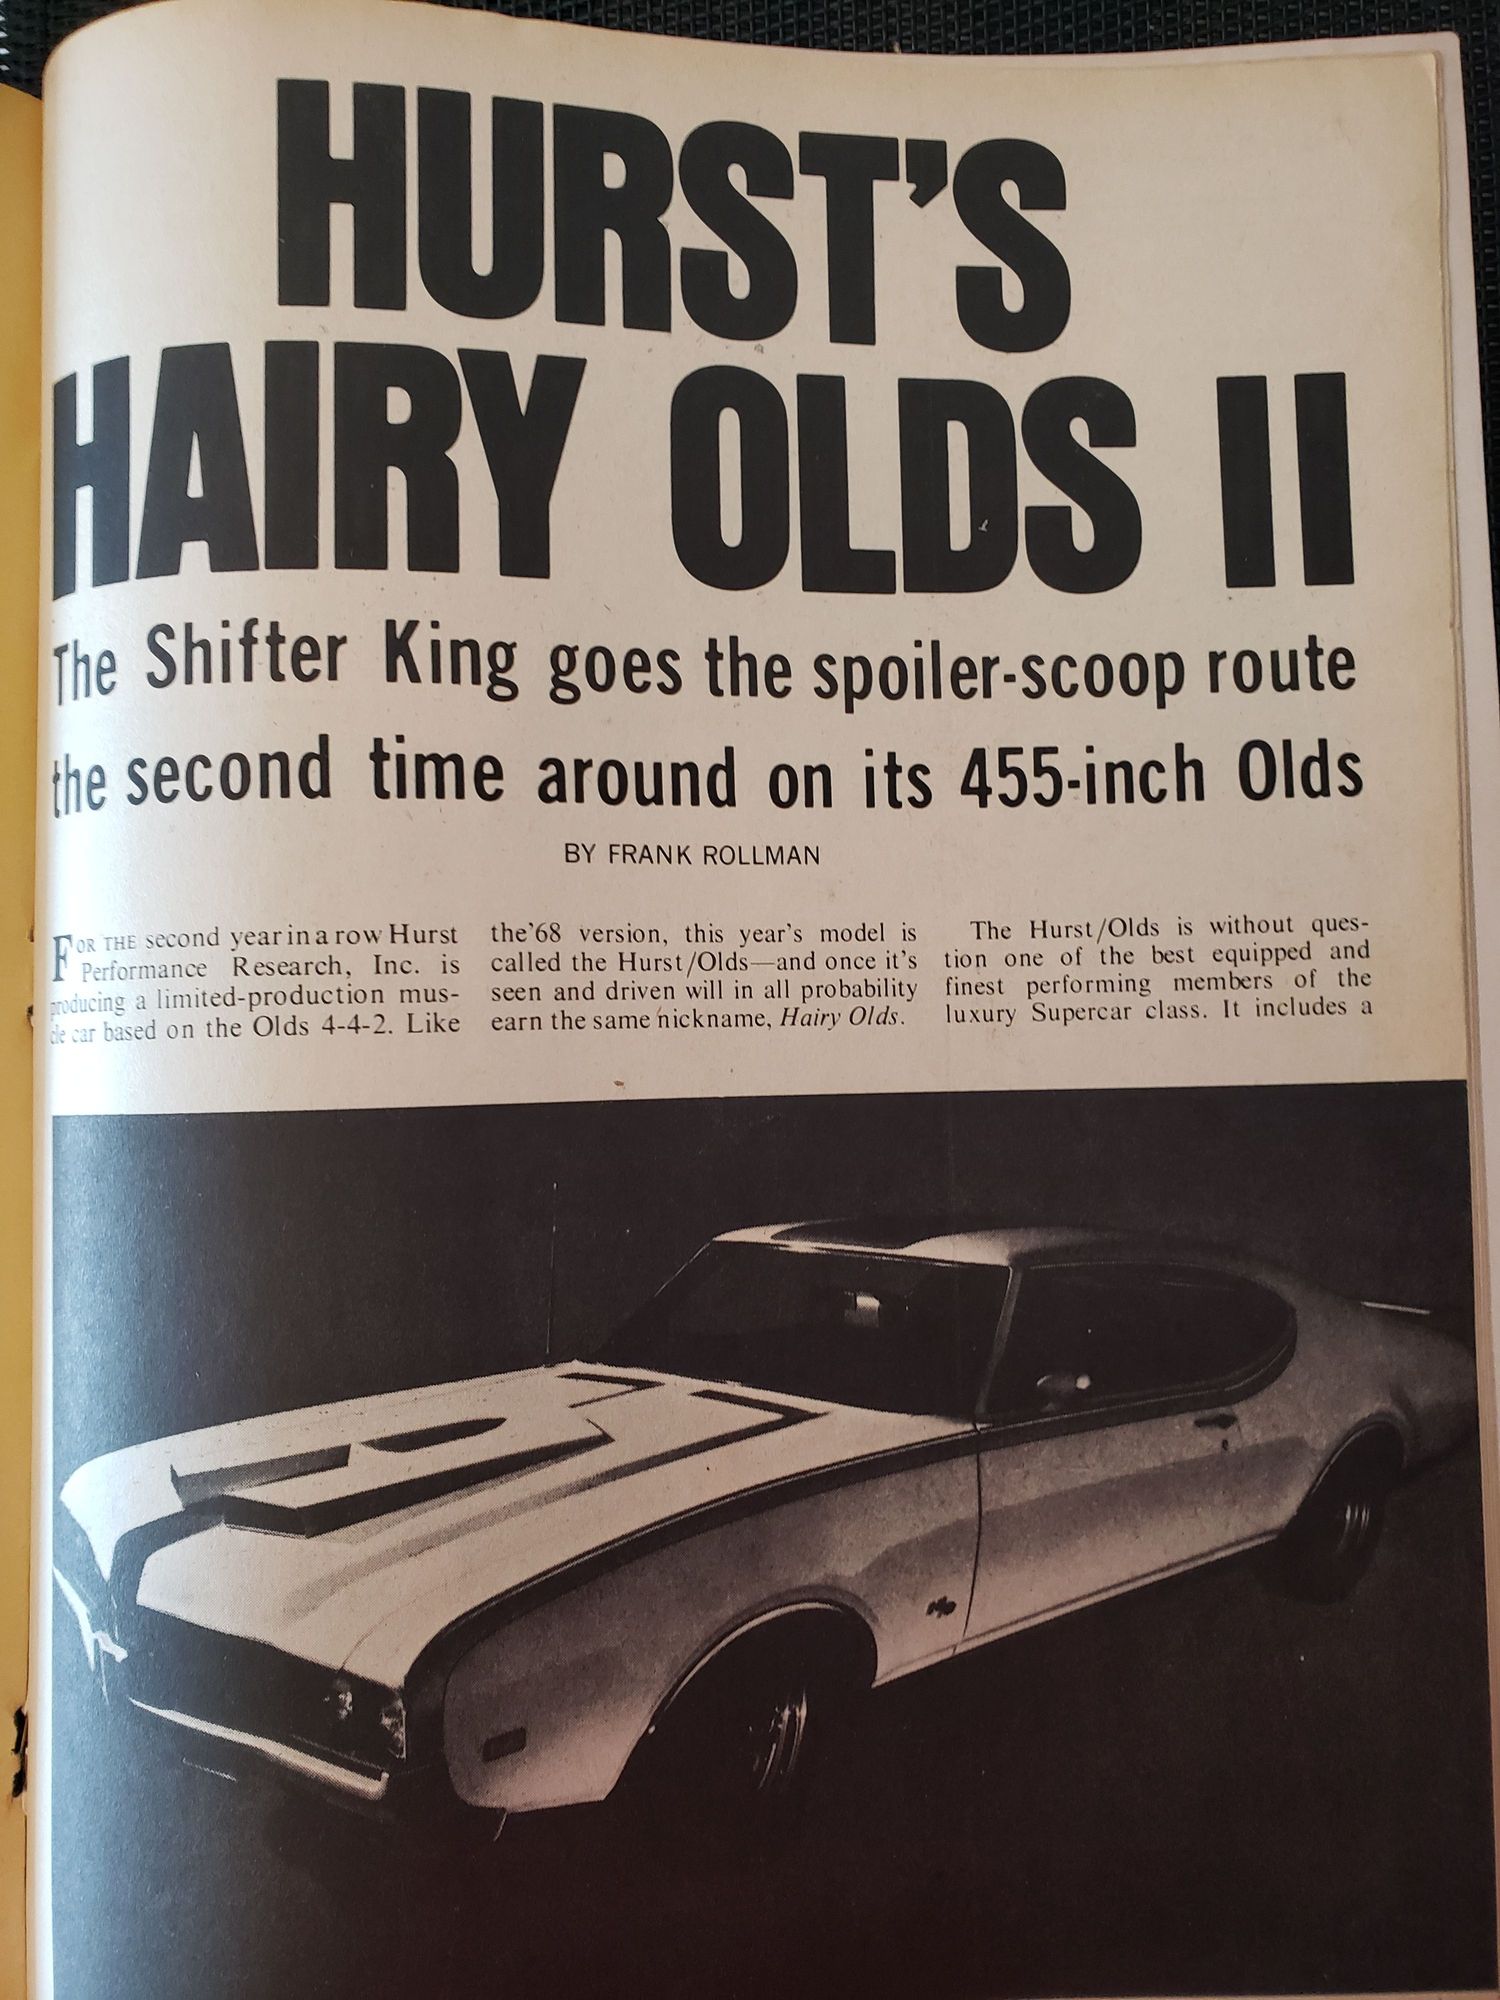 HURST'S
HAIRY OLDS II
The Shifter King goes the spoiler-scoop route
the second time around on its 455-inch Olds
BY FRANK ROLLMAN
FOR THE second year in a row Hurst
Performance Research, Inc. is
producing a limited-production mus-
cle car based on the Olds 4-4-2. Like
the '68 version, this year's model is
called the Hurst/Olds—and once it's
seen and driven will in all probability
earn the same nickname, Hairy Olds.
The Hurst/Olds is without ques-
tion one of the best equipped and
finest performing members of the
luxury Supercar class. It includes a
H/O